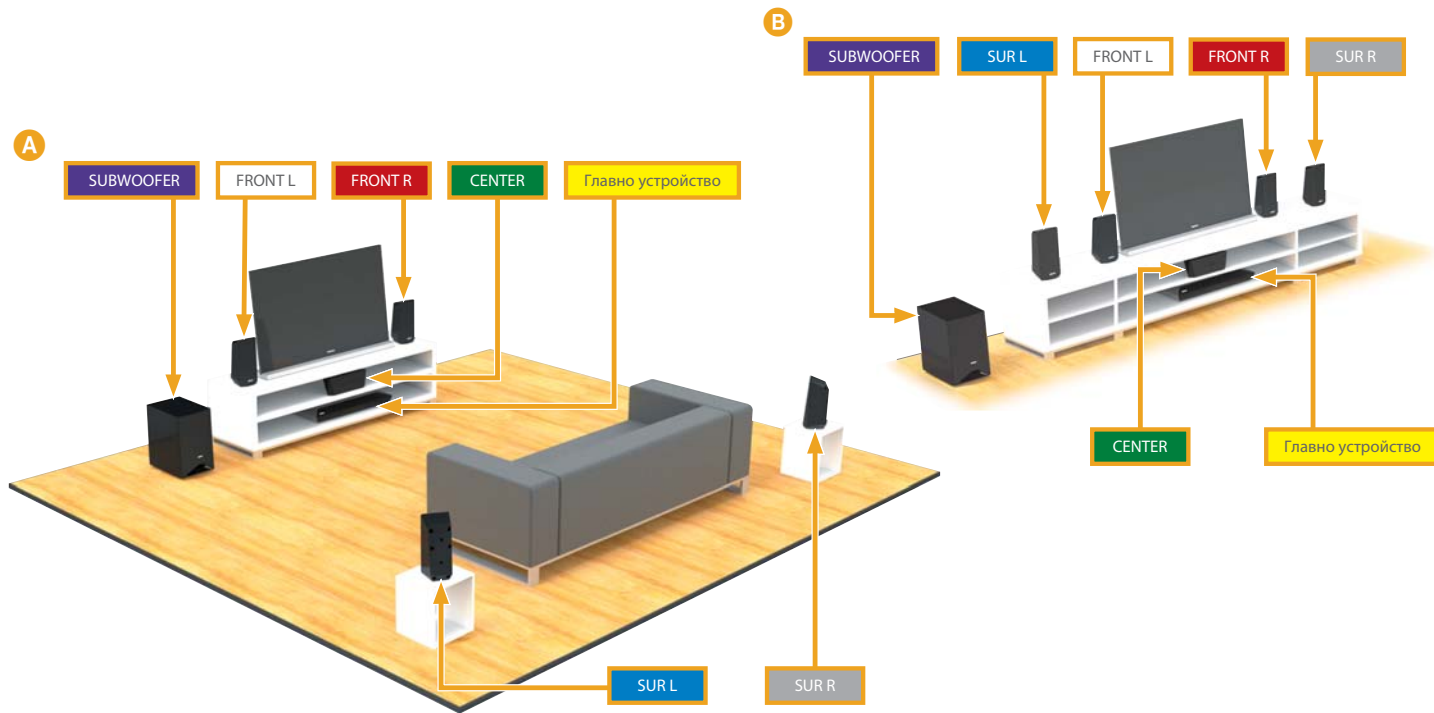 B
SUBWOOFER SUR L FRONT L FRONT R SUR R
A
SUBWOOFER FRONT L FRONT R CENTER Главно устройство
CENTER Главно устройство
SUR L SUR R